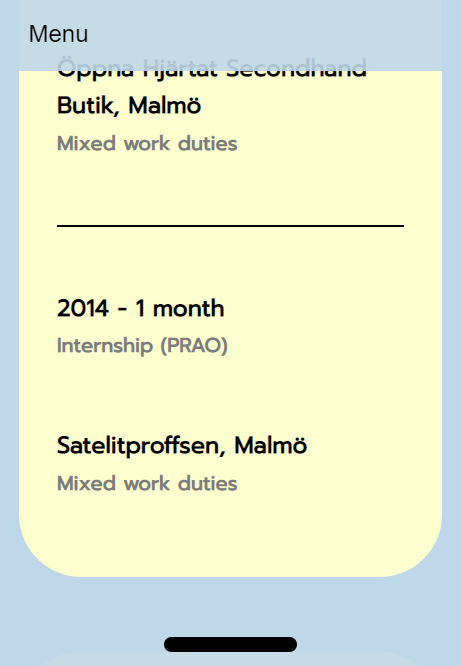 Menu
Öppna Hjärtat Secondhand
Butik, Malmö
Mixed work duties
2014 - 1 month
Internship (PRAO)
Satelitproffsen, Malmö
Mixed work duties